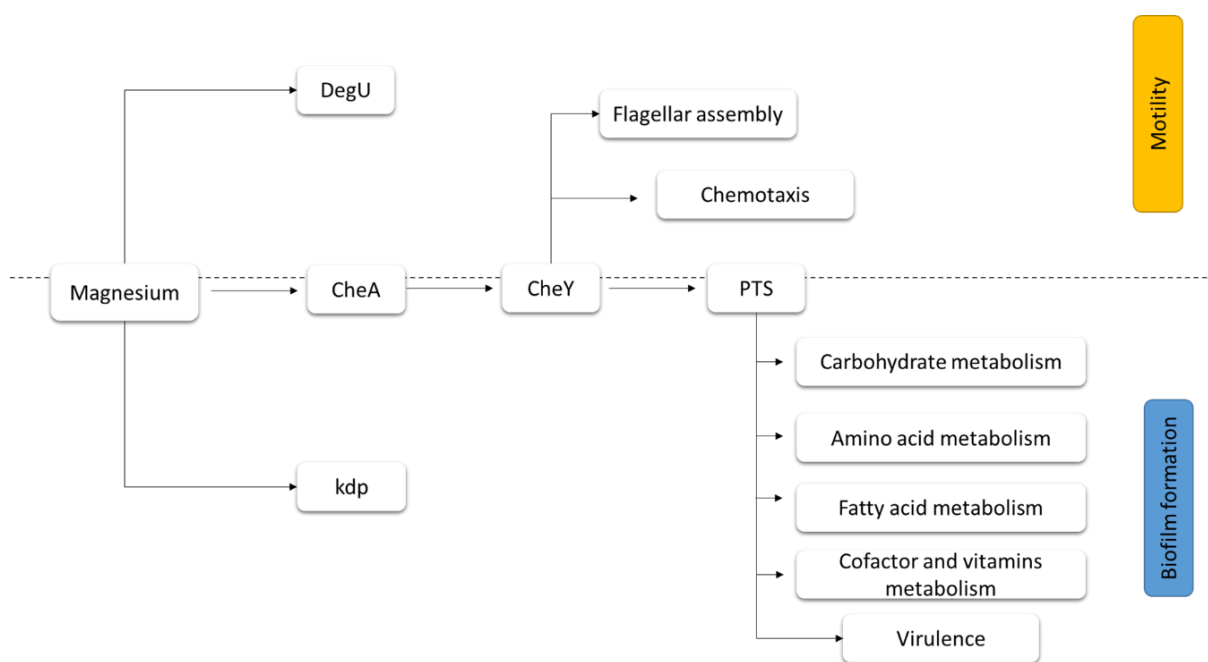 DegU
Flagellar assembly
Chemotaxis
Motility
Magnesium
CheA
CheY
PTS
Carbohydrate metabolism
Amino acid metabolism
kdp
Fatty acid metabolism
Cofactor and vitamins
metabolism
Virulence
Biofilm formation